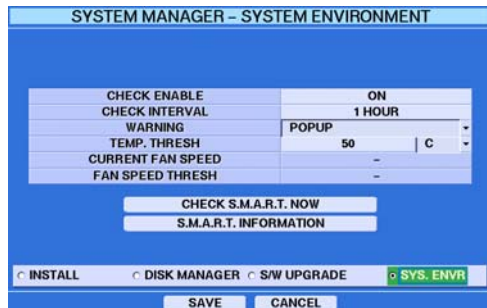 SYSTEM MANAGER – SYSTEM ENVIRONMENT
CHECK ENABLE ON
CHECK INTERVAL 1 HOUR
WARNING POPUP
TEMP. THRESH 50 C
CURRENT FAN SPEED –
FAN SPEED THRESH –
CHECK S.M.A.R.T. NOW
S.M.A.R.T. INFORMATION
INSTALL DISK MANAGER S/W UPGRADE SYS. ENVR
SAVE CANCEL